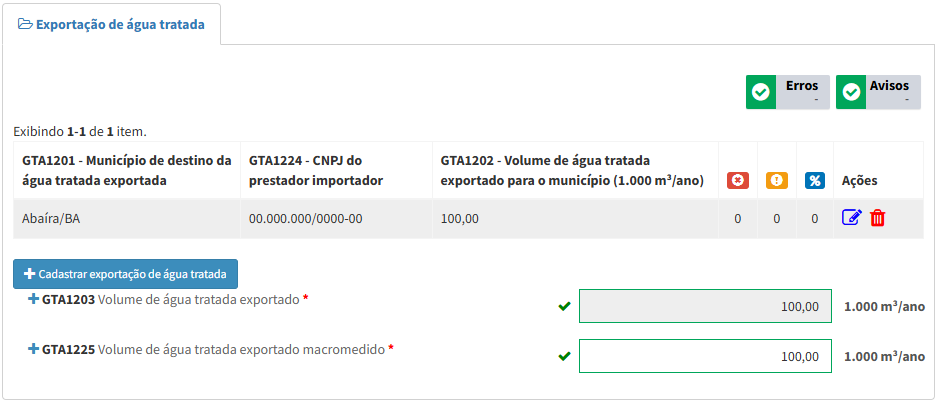 Exportação de água tratada
Erros
-
Avisos
-
Exibindo 1-1 de 1 item.
GTA1201 - Município de destino da água tratada exportada
GTA1224 - CNPJ do prestador importador
GTA1202 - Volume de água tratada exportado para o município (1.000 m³/ano)
Ações
Abaíra/BA
00.000.000/0000-00
100,00
0
0
0
Cadastrar exportação de água tratada
GTA1203 Volume de água tratada exportado *
100,00
1.000 m³/ano
GTA1225 Volume de água tratada exportado macromedido *
100,00
1.000 m³/ano